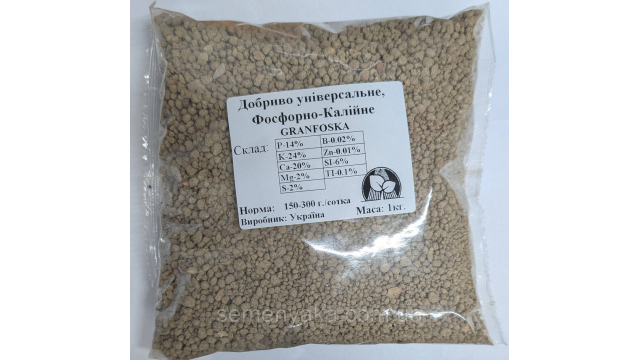 Добриво універсальне,
Фосфорно-Калійне
GRANFOSKA
Склад:
P-14% B-0.02%
K-24% Zn-0.01%
Ca-20% SI-6%
Mg-2% TI-0.1%
S-2%
Норма: 150-300 г./сотка
Виробник: Україна Маса: 1кг.